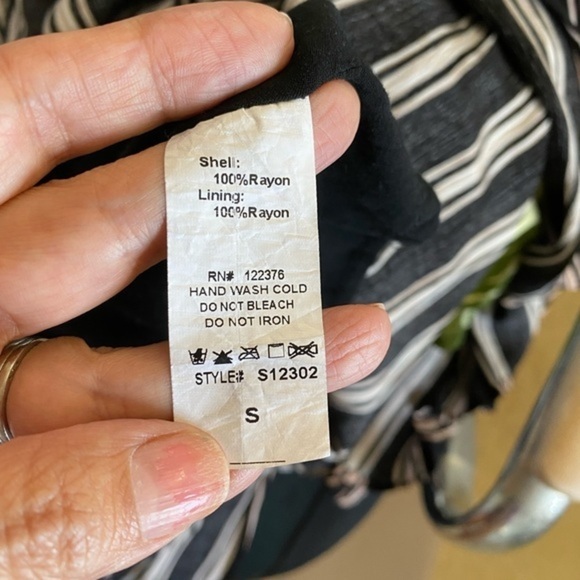 Shell:
100%Rayon
Lining:
100%Rayon
RN# 122376
HAND WASH COLD
DO NOT BLEACH
DO NOT IRON
STYLE# S12302
S